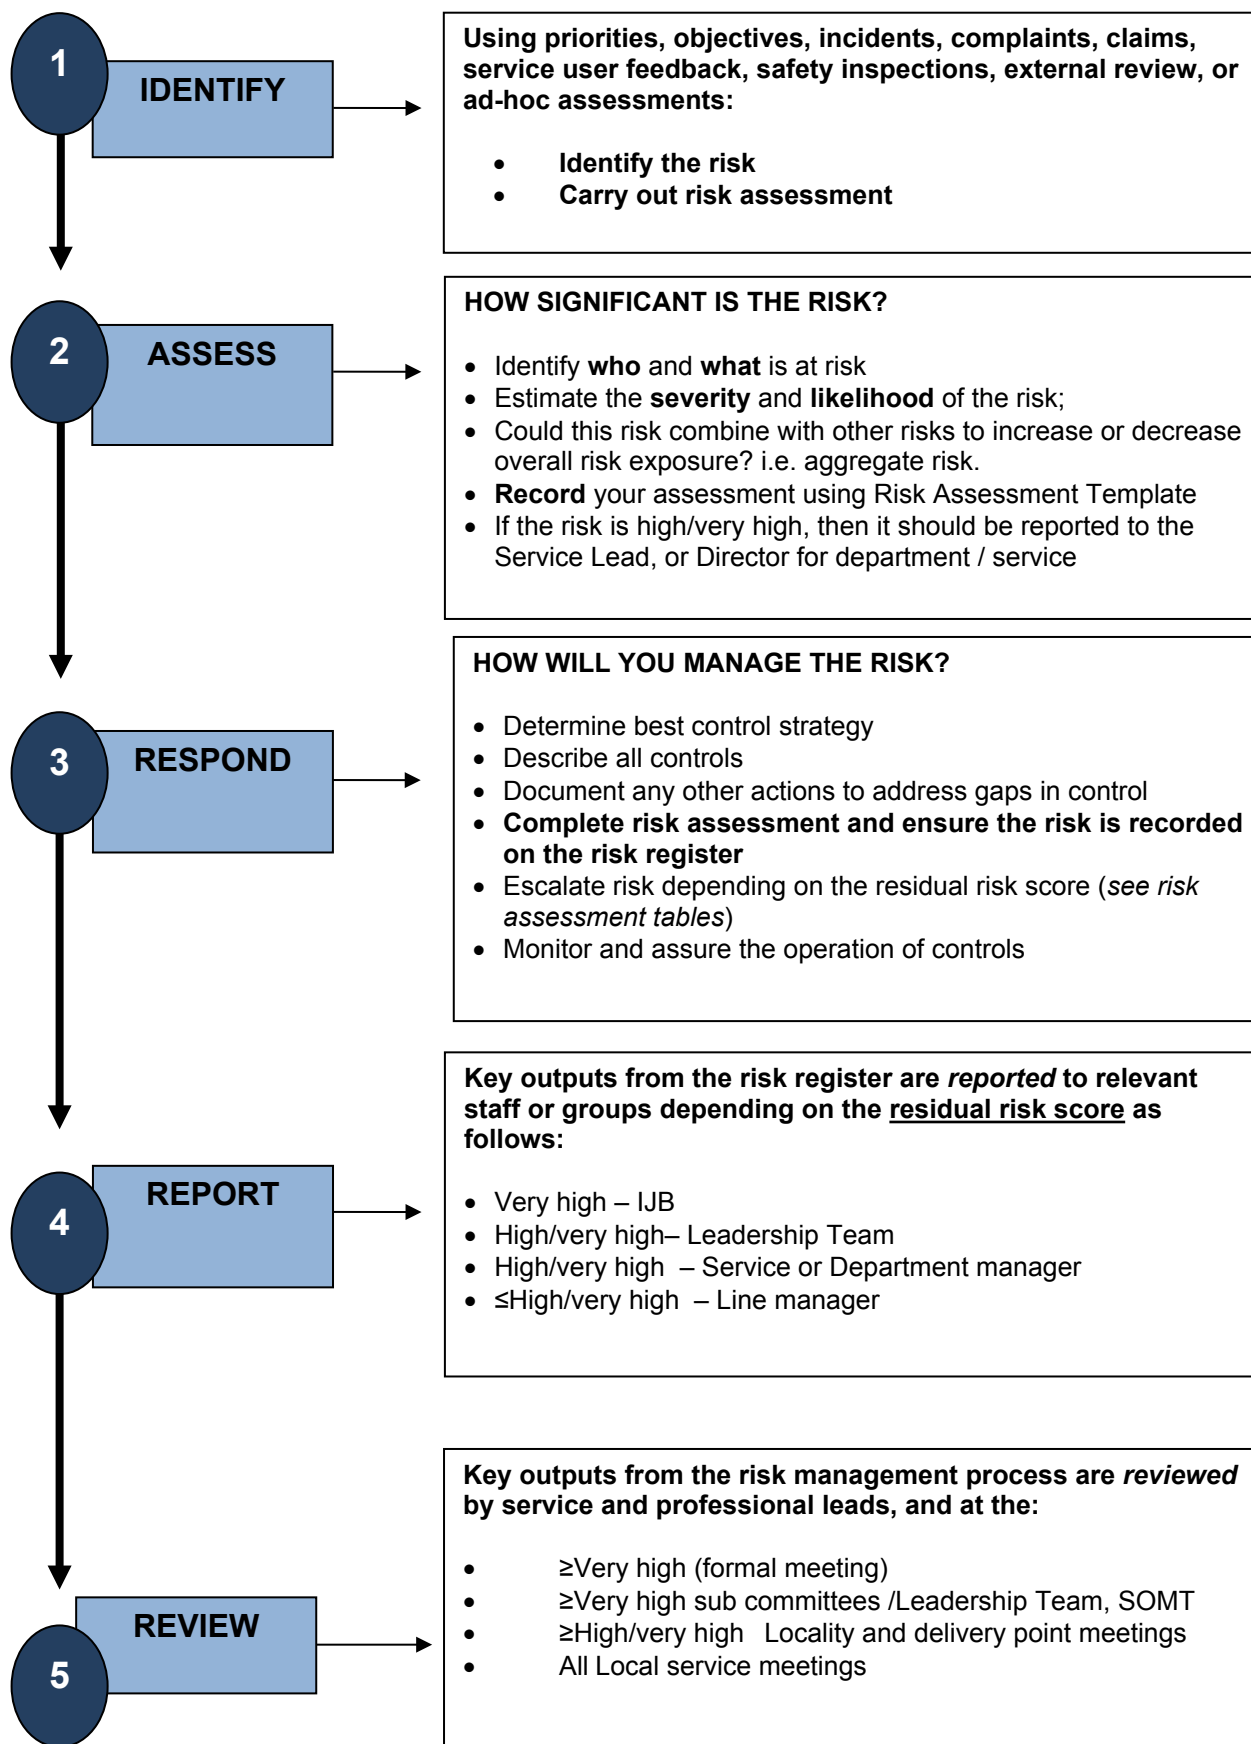 1
IDENTIFY
Using priorities, objectives, incidents, complaints, claims,
service user feedback, safety inspections, external review, or
ad-hoc assessments:
• Identify the risk
• Carry out risk assessment
2
ASSESS
HOW SIGNIFICANT IS THE RISK?
• Identify who and what is at risk
• Estimate the severity and likelihood of the risk;
• Could this risk combine with other risks to increase or decrease
overall risk exposure? i.e. aggregate risk.
• Record your assessment using Risk Assessment Template
• If the risk is high/very high, then it should be reported to the
Service Lead, or Director for department / service
3
RESPOND
HOW WILL YOU MANAGE THE RISK?
• Determine best control strategy
• Describe all controls
• Document any other actions to address gaps in control
• Complete risk assessment and ensure the risk is recorded
on the risk register
• Escalate risk depending on the residual risk score (see risk
assessment tables)
• Monitor and assure the operation of controls
4
REPORT
Key outputs from the risk register are reported to relevant
staff or groups depending on the residual risk score as
follows:
• Very high – IJB
• High/very high– Leadership Team
• High/very high – Service or Department manager
• ≤High/very high – Line manager
5
REVIEW
Key outputs from the risk management process are reviewed
by service and professional leads, and at the:
• ≥Very high (formal meeting)
• ≥Very high sub committees /Leadership Team, SOMT
• ≥High/very high Locality and delivery point meetings
• All Local service meetings